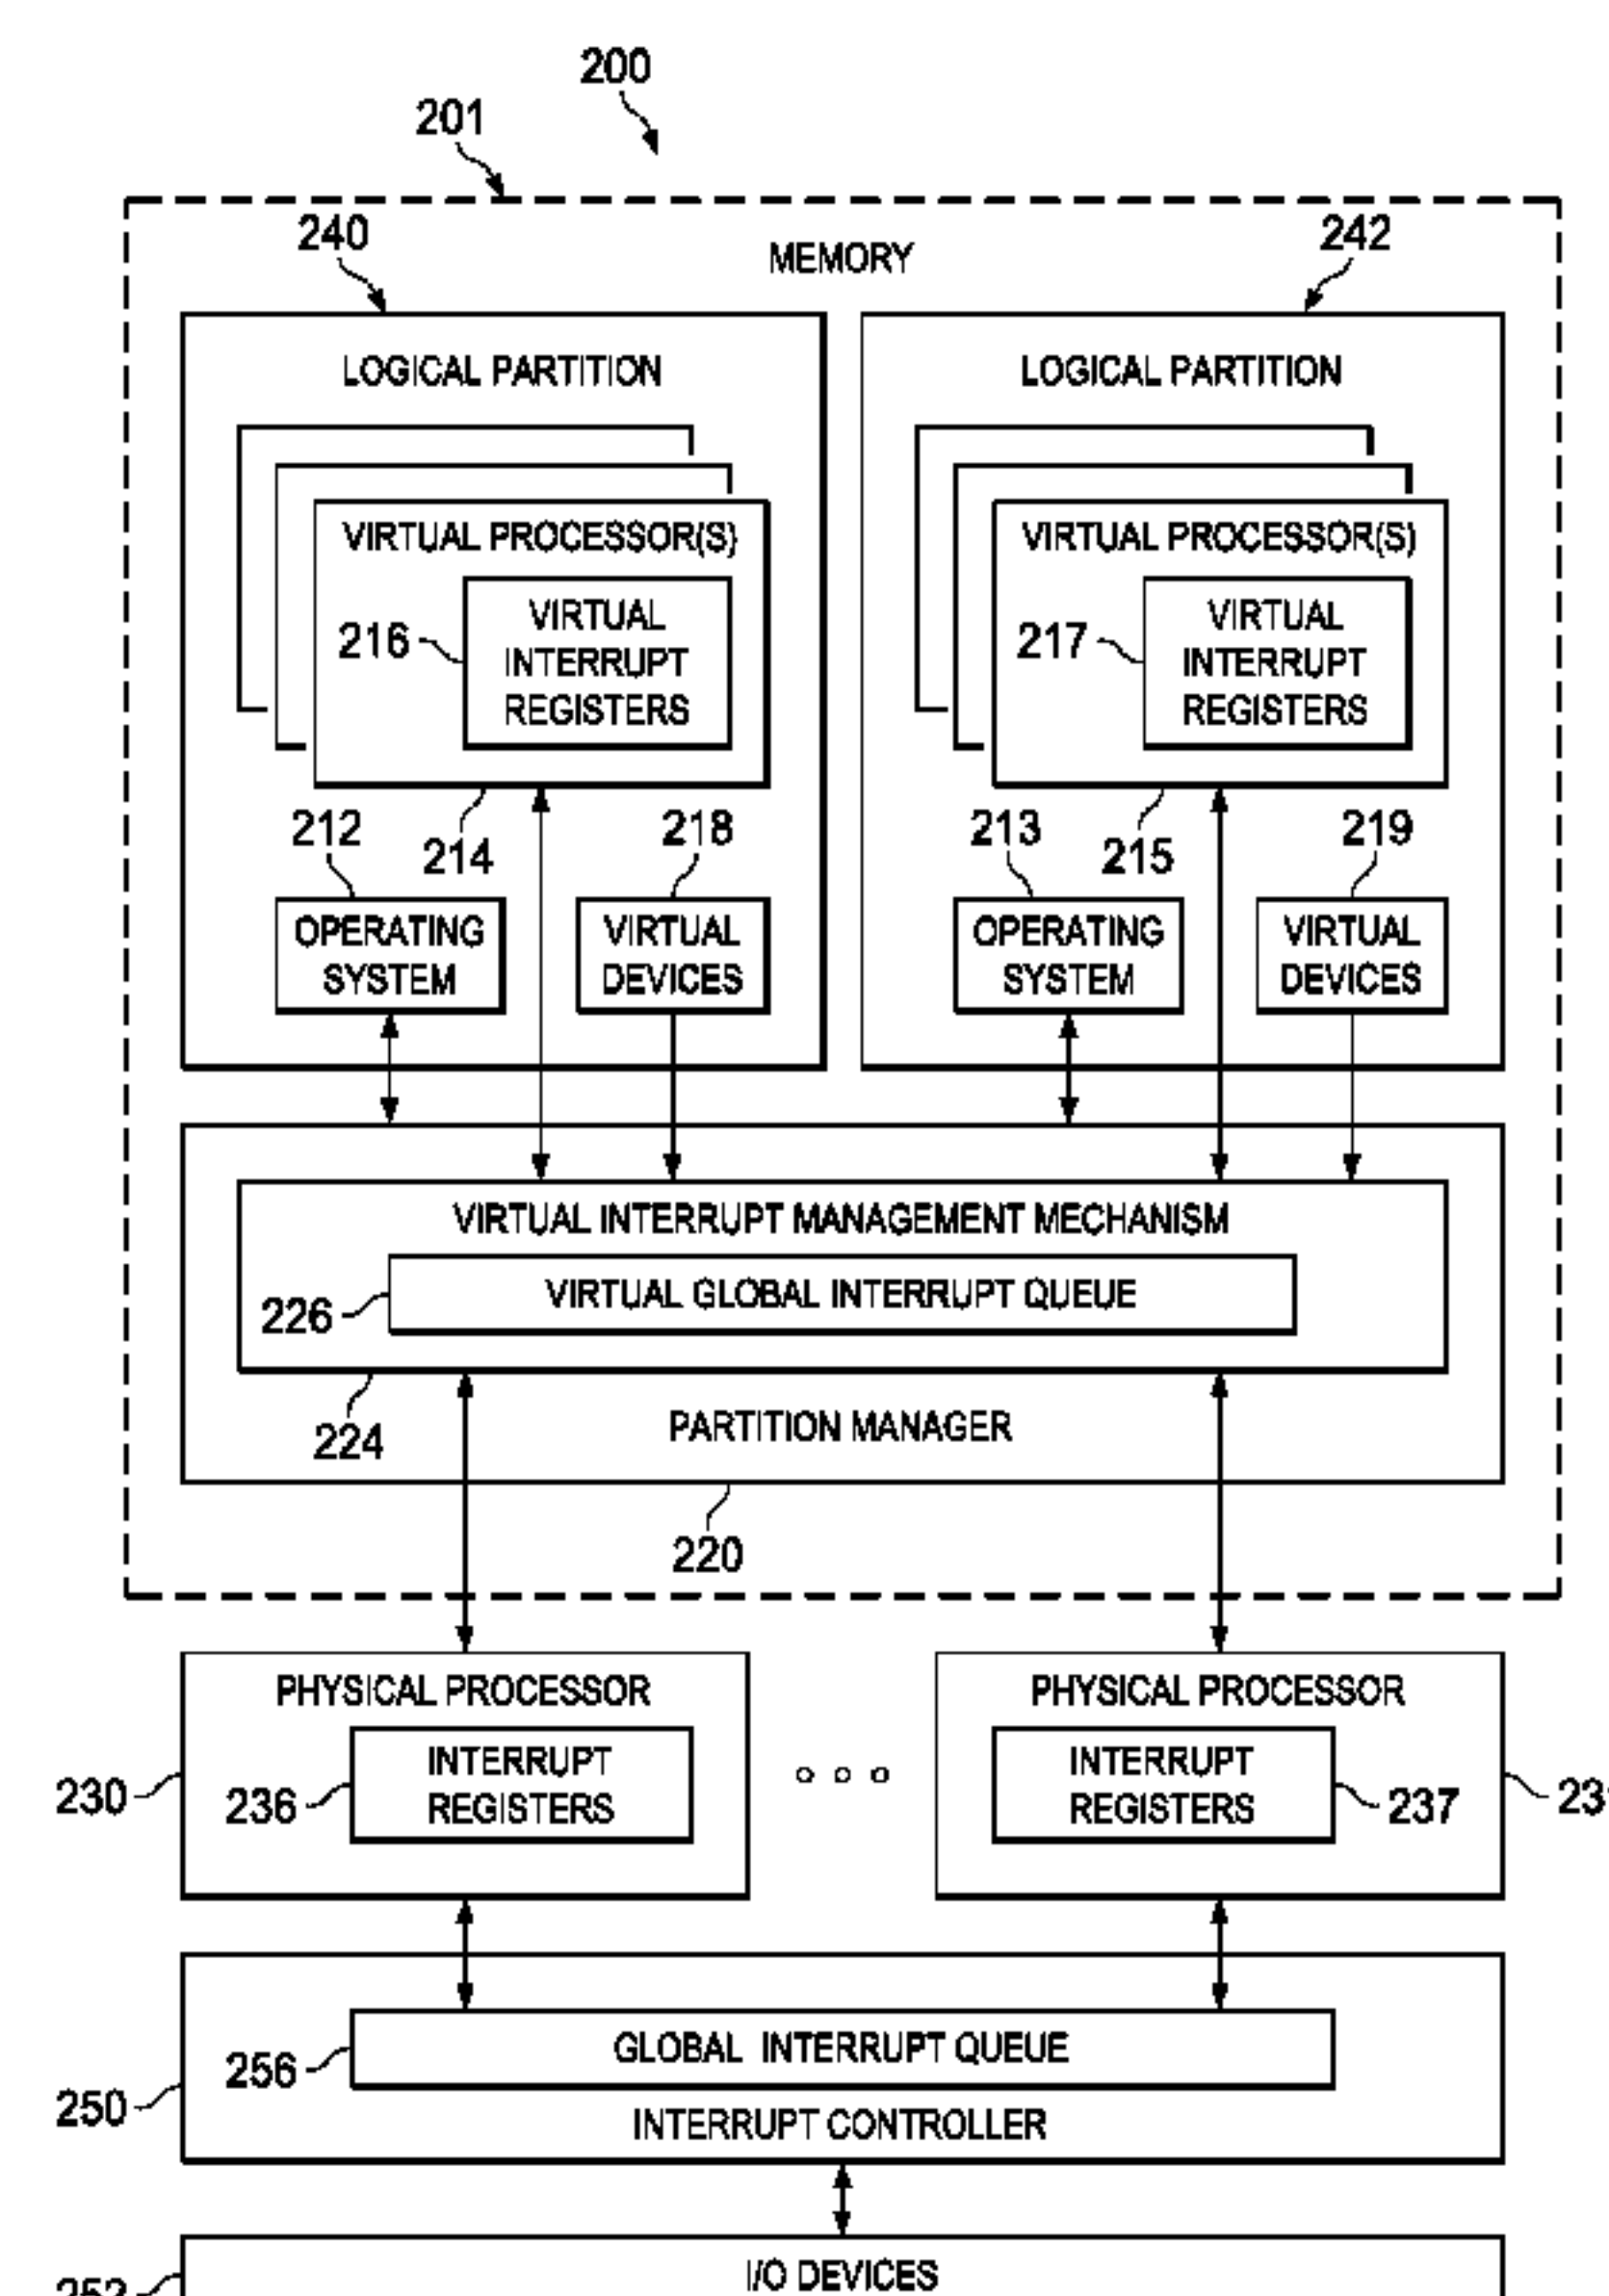 200
201
240
242
MEMORY
LOGICAL PARTITION
LOGICAL PARTITION
VIRTUAL PROCESSOR(S)
VIRTUAL PROCESSOR(S)
216
VIRTUAL
INTERRUPT
REGISTERS
217
VIRTUAL
INTERRUPT
REGISTERS
212
214
218
213
215
219
OPERATING
SYSTEM
VIRTUAL
DEVICES
OPERATING
SYSTEM
VIRTUAL
DEVICES
VIRTUAL INTERRUPT MANAGEMENT MECHANISM
226
VIRTUAL GLOBAL INTERRUPT QUEUE
224
PARTITION MANAGER
220
PHYSICAL PROCESSOR
PHYSICAL PROCESSOR
230
236
INTERRUPT
REGISTERS
INTERRUPT
REGISTERS
237
256
GLOBAL INTERRUPT QUEUE
250
INTERRUPT CONTROLLER
I/O DEVICES